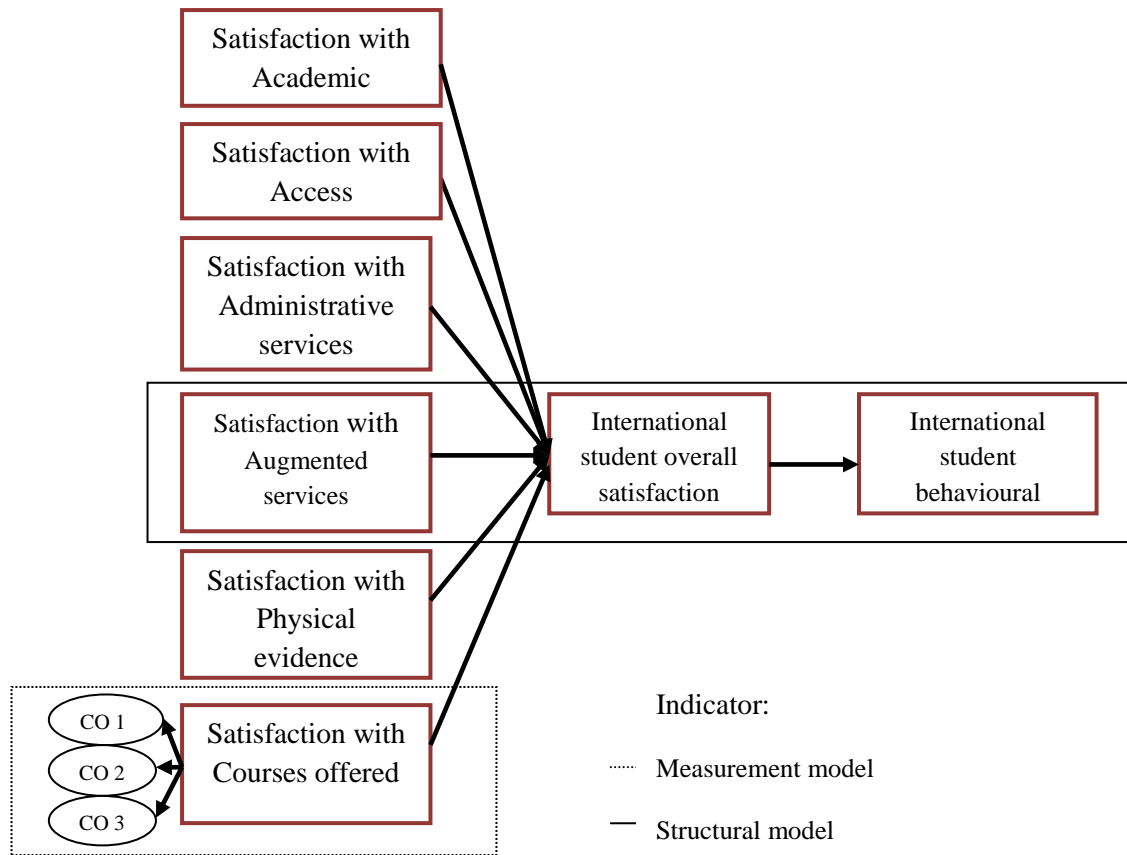 Satisfaction with
Academic
Satisfaction with
Access
Satisfaction with
Administrative
services
Satisfaction with
Augmented
services
International
student overall
satisfaction
International
student
behavioural
Satisfaction with
Physical
evidence
CO 1
CO 2
CO 3
Satisfaction with
Courses offered
Indicator:
Measurement model
Structural model